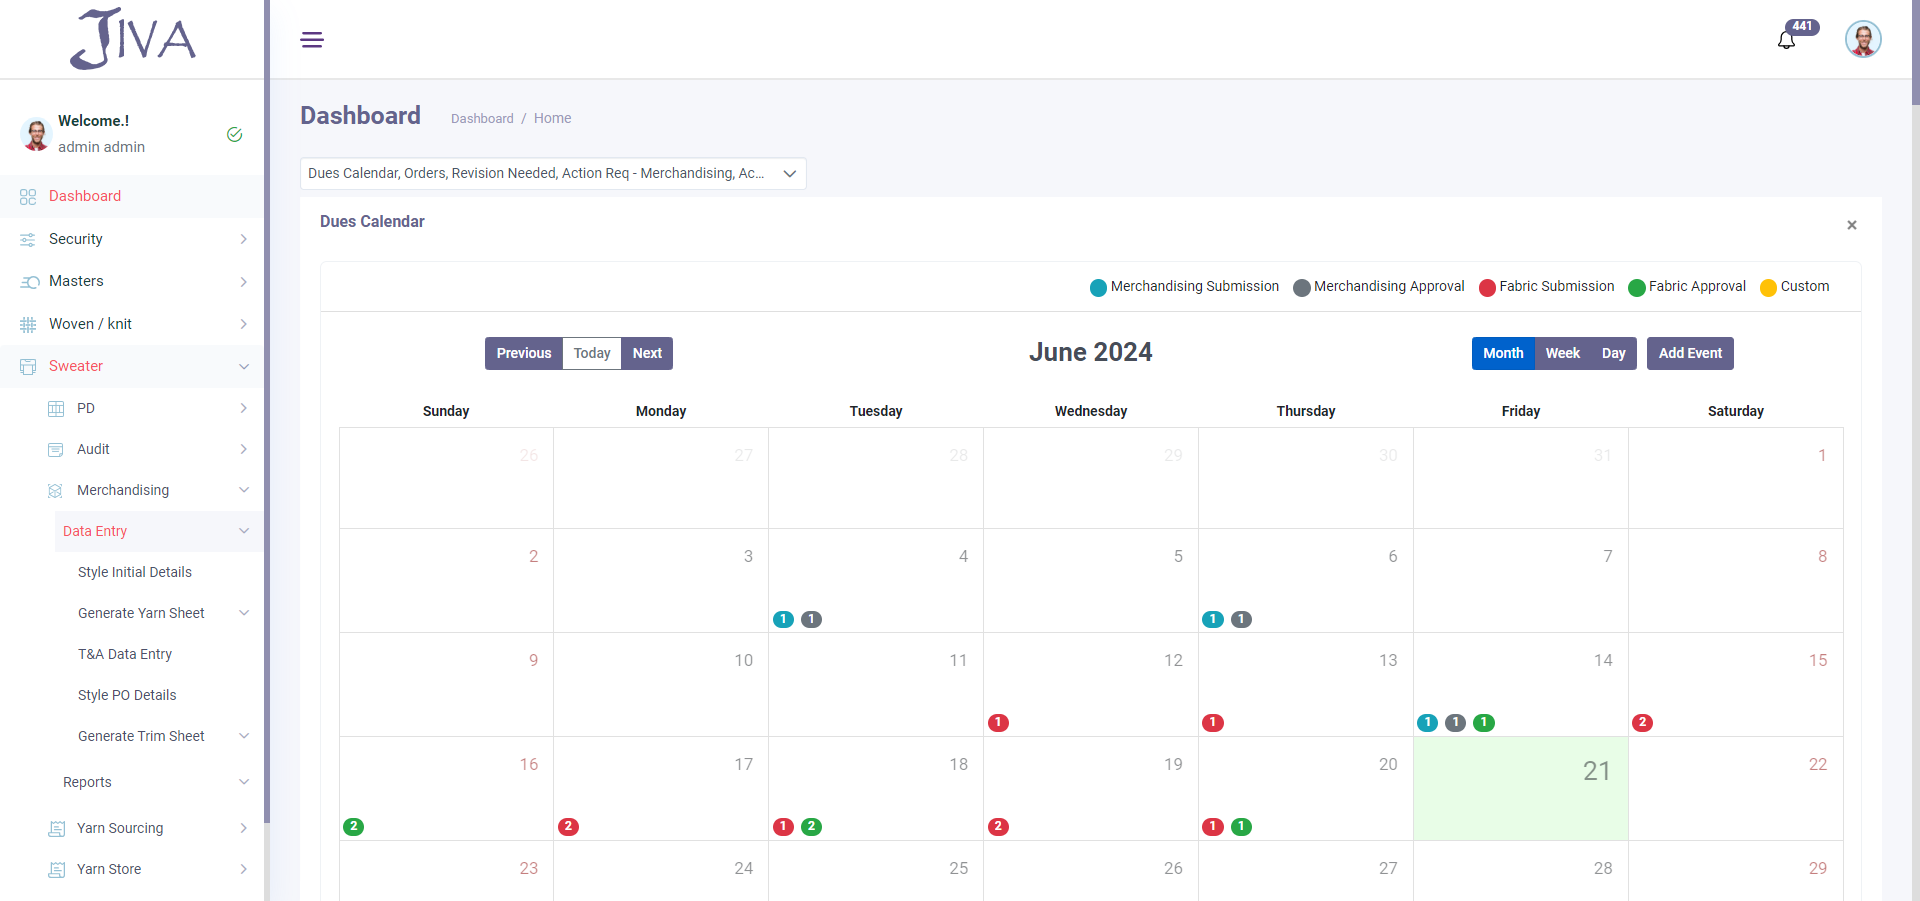 JIVA
441
Welcome.!
admin admin
Dashboard
Security
Masters
Woven / knit
Sweater
PD
Audit
Merchandising
Data Entry
Style Initial Details
Generate Yarn Sheet
T&A Data Entry
Style PO Details
Generate Trim Sheet
Reports
Yarn Sourcing
Yarn Store
Dashboard
Dashboard / Home
Dues Calendar, Orders, Revision Needed, Action Req - Merchandising, Ac...
Dues Calendar
×
Merchandising Submission Merchandising Approval Fabric Submission Fabric Approval Custom
Previous Today Next
June 2024
Month Week Day Add Event
Sunday Monday Tuesday Wednesday Thursday Friday Saturday
26 27 28 29 30 31 1
2 3 4 5 6 7 8
1 1 1 1
9 10 11 12 13 14 15
1 1 1 1 1 2
16 17 18 19 20 21 22
2 2 1 2 2 1 1
23 24 25 26 27 28 29